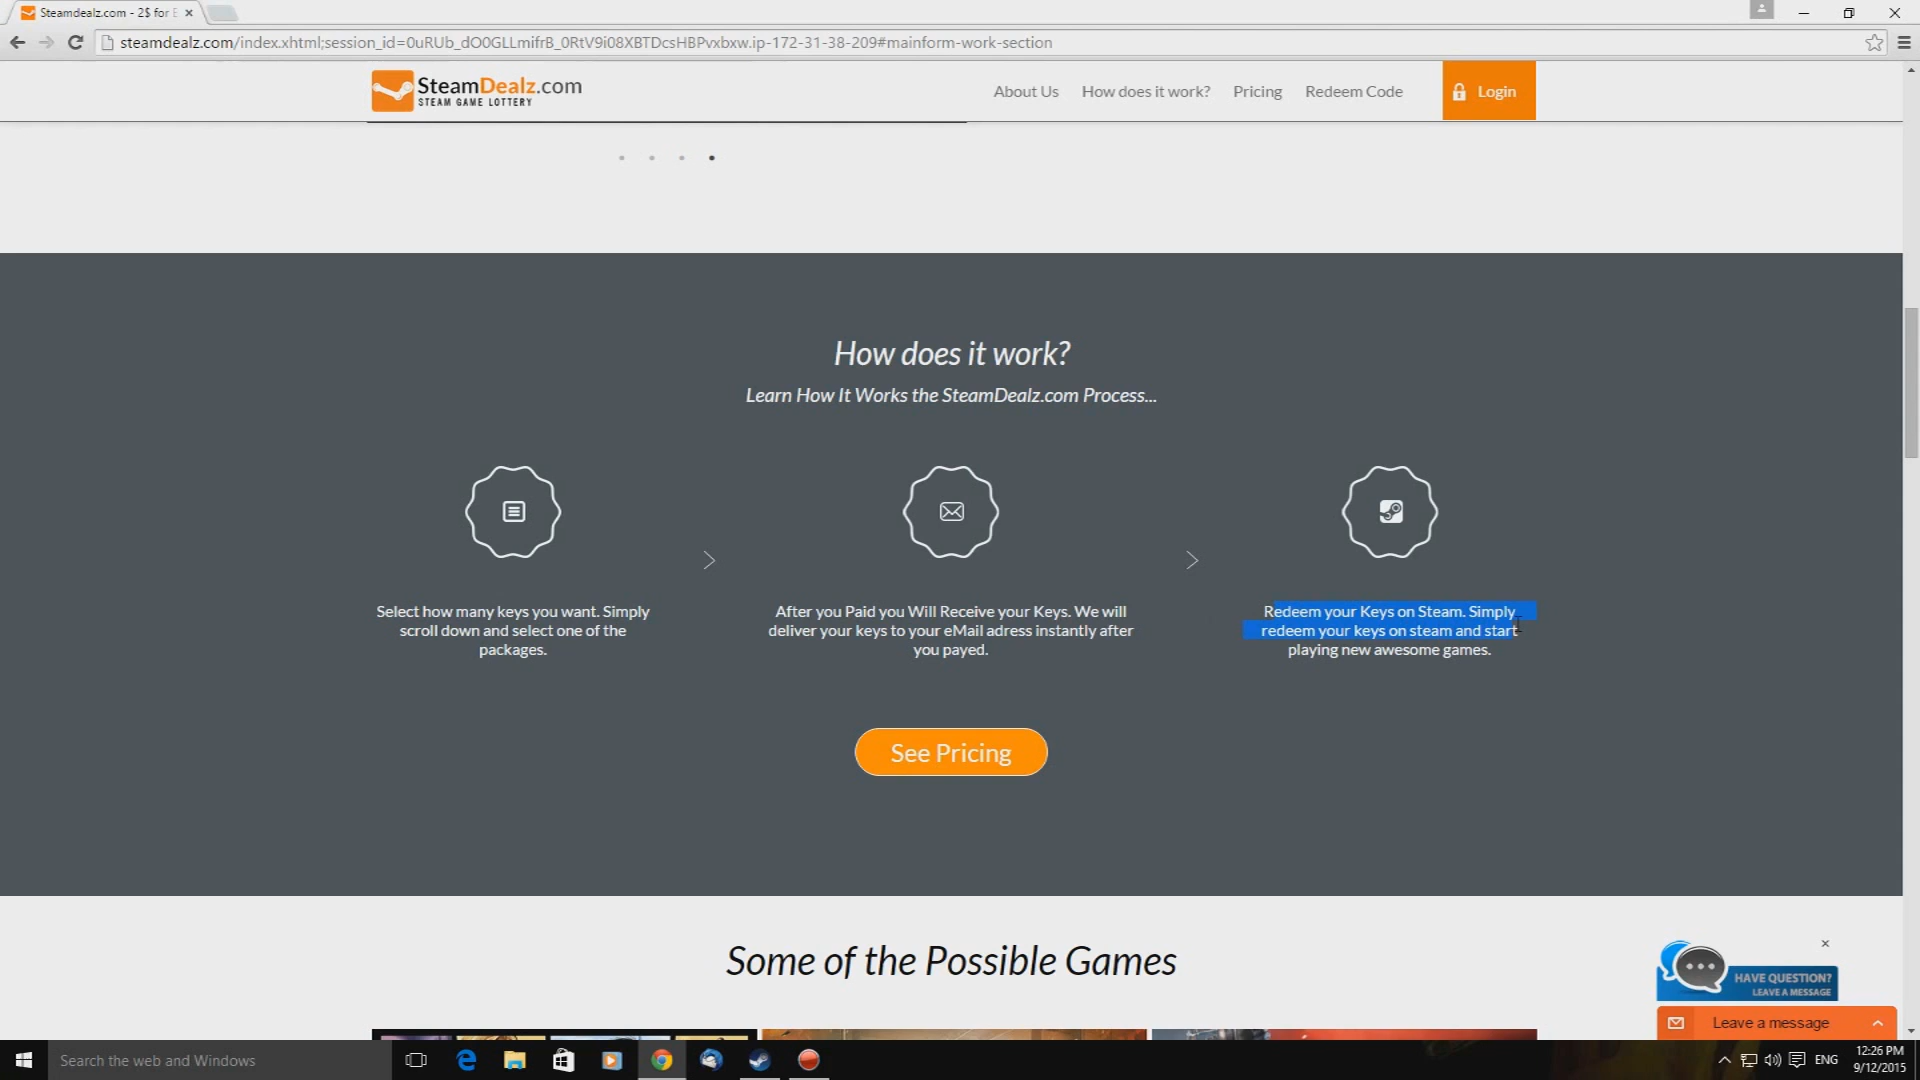 Steamdealz.com - 2$ for
steamdealz.com/index.xhtml;session_id=0uRUb_dO0GLLmifrB_0RtV9i08XBTDcsHBPvxbxw.ip-172-31-38-209#mainform-work-section
SteamDealz.com
STEAM GAME LOTTERY
About Us
How does it work?
Pricing
Redeem Code
Login
How does it work?
Learn How It Works the SteamDealz.com Process...
Select how many keys you want. Simply
scroll down and select one of the
packages.
After you Paid you Will Receive your Keys. We will
deliver your keys to your eMail adress instantly after
you payed.
Redeem your Keys on Steam. Simply
redeem your keys on steam and start
playing new awesome games.
See Pricing
Some of the Possible Games
HAVE QUESTION?
LEAVE A MESSAGE
Leave a message
Search the web and Windows
ENG
12:26 PM
9/12/2015